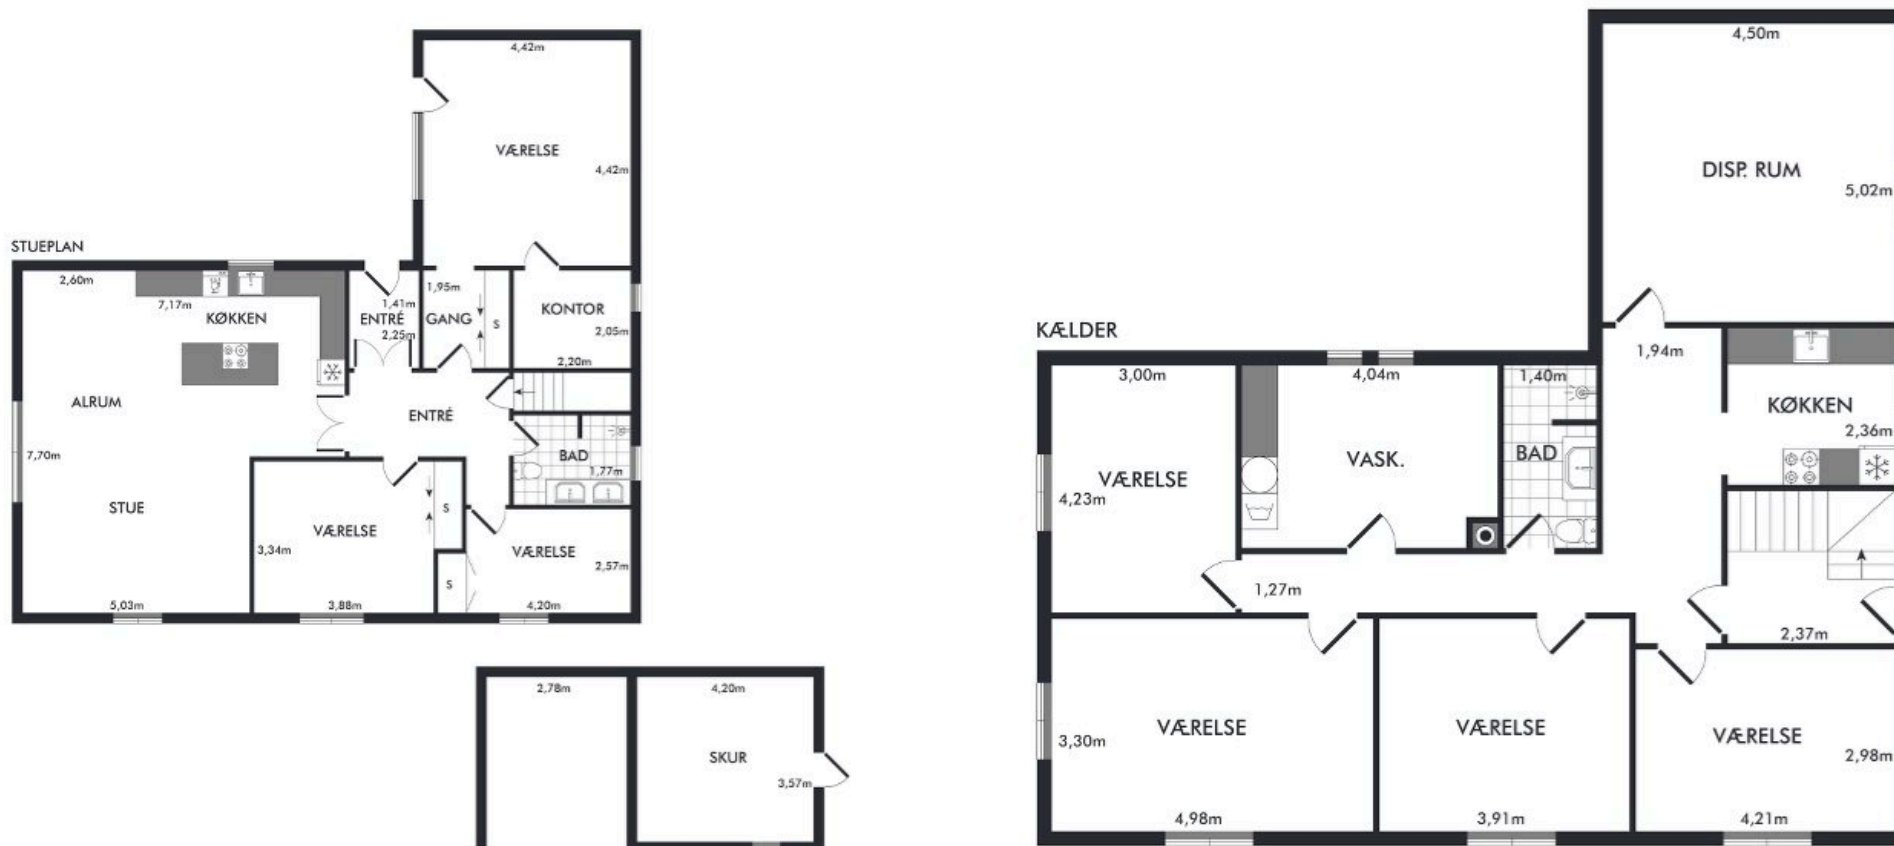 STUEPLAN
4,42m
VÆRELSE
4,42m
2,60m
7,17m
KØKKEN
1,41m
ENTRÉ
2,25m
1,95m
GANG
S
KONTOR
2,05m
2,20m
ALRUM
ENTRÉ
7,70m
BAD
1,77m
STUE
VÆRELSE
3,34m
S
VÆRELSE
2,57m
S
5,03m
3,88m
4,20m
2,78m
4,20m
SKUR
3,57m
KÆLDER
4,50m
DISP. RUM
5,02m
1,94m
3,00m
4,04m
1,40m
KØKKEN
2,36m
VÆRELSE
4,23m
VASK.
BAD
1,27m
2,37m
VÆRELSE
3,30m
4,98m
VÆRELSE
3,91m
VÆRELSE
2,98m
4,21m